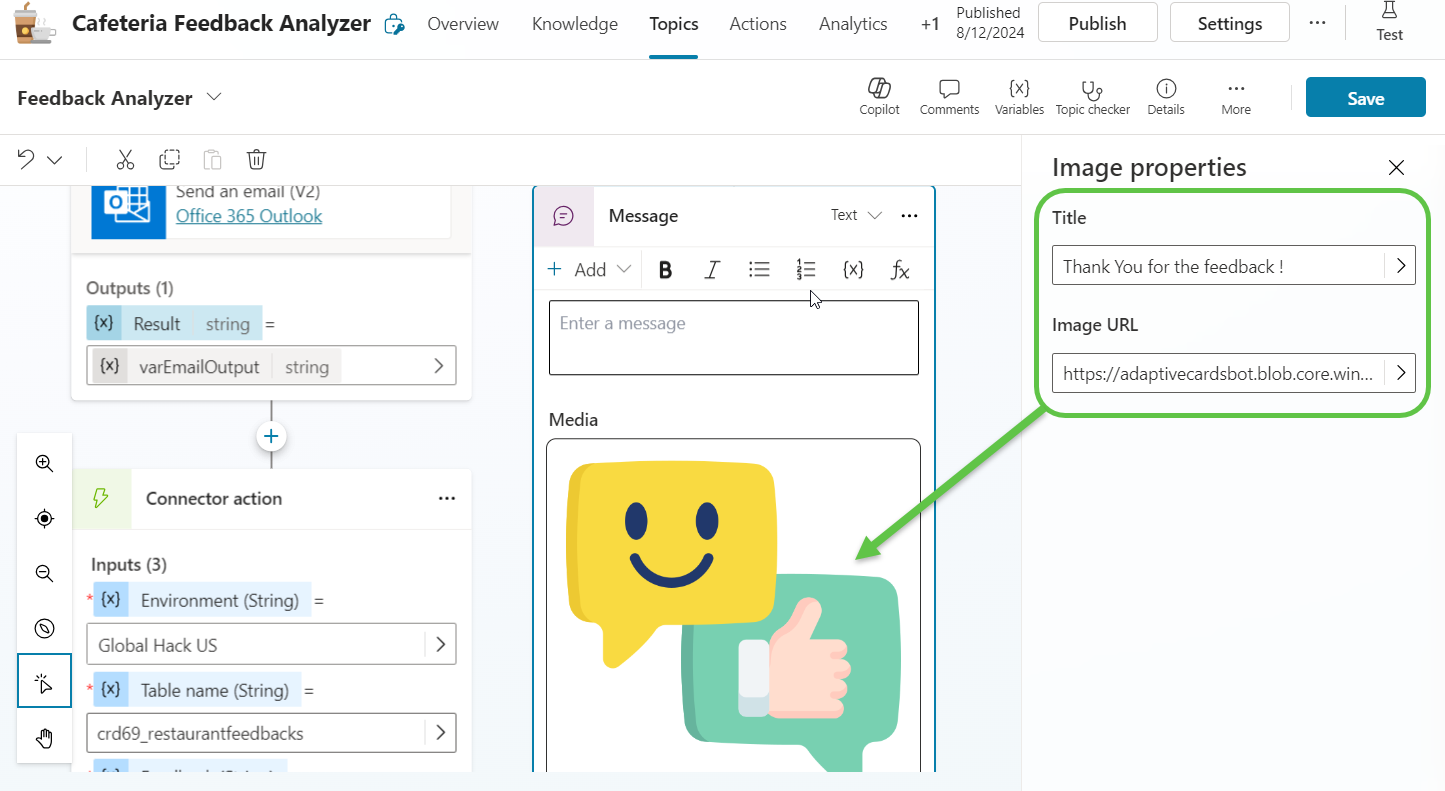 Cafeteria Feedback Analyzer
Overview
Knowledge
Topics
Actions
Analytics
+1
Published
8/12/2024
Publish
Settings
Test
Feedback Analyzer
Copilot
Comments
Variables
Topic checker
Details
More
Save
Send an email (V2)
Office 365 Outlook
Outputs (1)
{x} Result string =
{x} varEmailOutput string
Connector action
Inputs (3)
* {x} Environment (String) =
Global Hack US
* {x} Table name (String) =
crd69_restaurantfeedbacks
Message
Text
+ Add
B
I
{x}
fx
Enter a message
Media
Image properties
Title
Thank You for the feedback !
Image URL
https://adaptivecardsbot.blob.core.win...